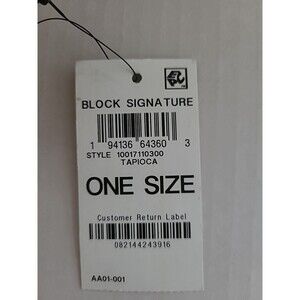 BLOCK SIGNATURE
1 94136 64360 3
STYLE 10017110300
TAPIOCA
ONE SIZE
Customer Return Label
082144243916
AA01-001